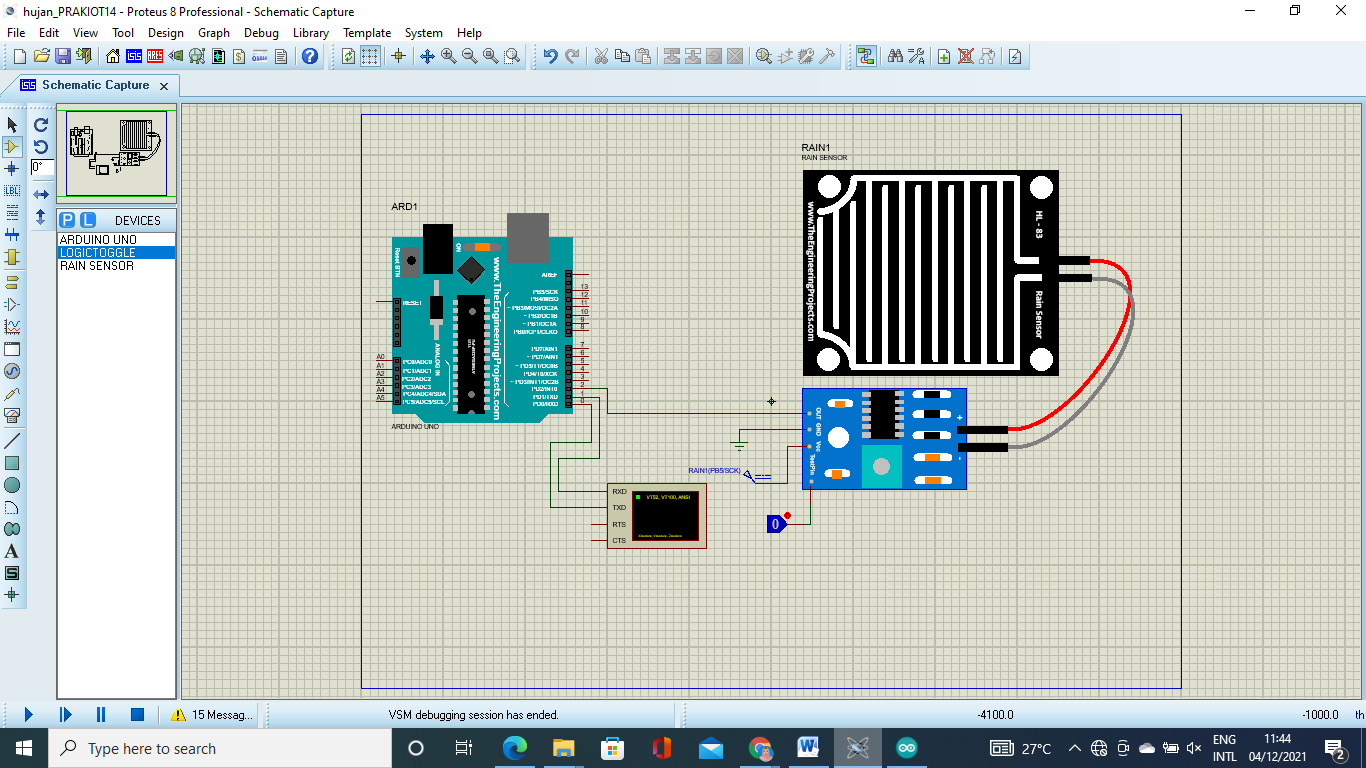 hujan_PRAKIOT14 - Proteus 8 Professional - Schematic Capture
File Edit View Tool Design Graph Debug Library Template System Help
Schematic Capture
0°
LBL
P L DEVICES
ARDUINO UNO
LOGICTOGGLE
RAIN SENSOR
A
S
ARD1
Reset BTN
ON
www.TheEngineeringProjects.com
AREF
RESET
13
PB5/SCK
12
PB4/MISO
11
~ PB3/MOSI/OC2A
10
~ PB2/OC1B
9
~ PB1/OC1A
8
PB0/ICP1/CLKO
ANALOG IN
7
PD7/AIN1
6
5
4
PD4/T0/XCK
3
~ PD3/INT1/OC2B
2
PD2/INT0
1
PD1/TXD
0
PD0/RXD
A0
PC0/ADC0
A1
PC1/ADC1
A2
PC2/ADC2
A3
PC3/ADC3
A4
PC4/ADC4/SDA
A5
PC5/ADC5/SCL
ARDUINO UNO
RAIN1
RAIN SENSOR
www.TheEngineeringProjects.com
HL - 83
Rain Sensor
OUT
GND
Vcc
TestPin
+
-
RAIN1(PB5/SCK)
0
RXD
TXD
RTS
CTS
VT52, VT100, ANSI
15 Messag...
VSM debugging session has ended.
-4100.0
-1000.0
th
Type here to search
27°C
ENG
INTL
11:44
04/12/2021
2